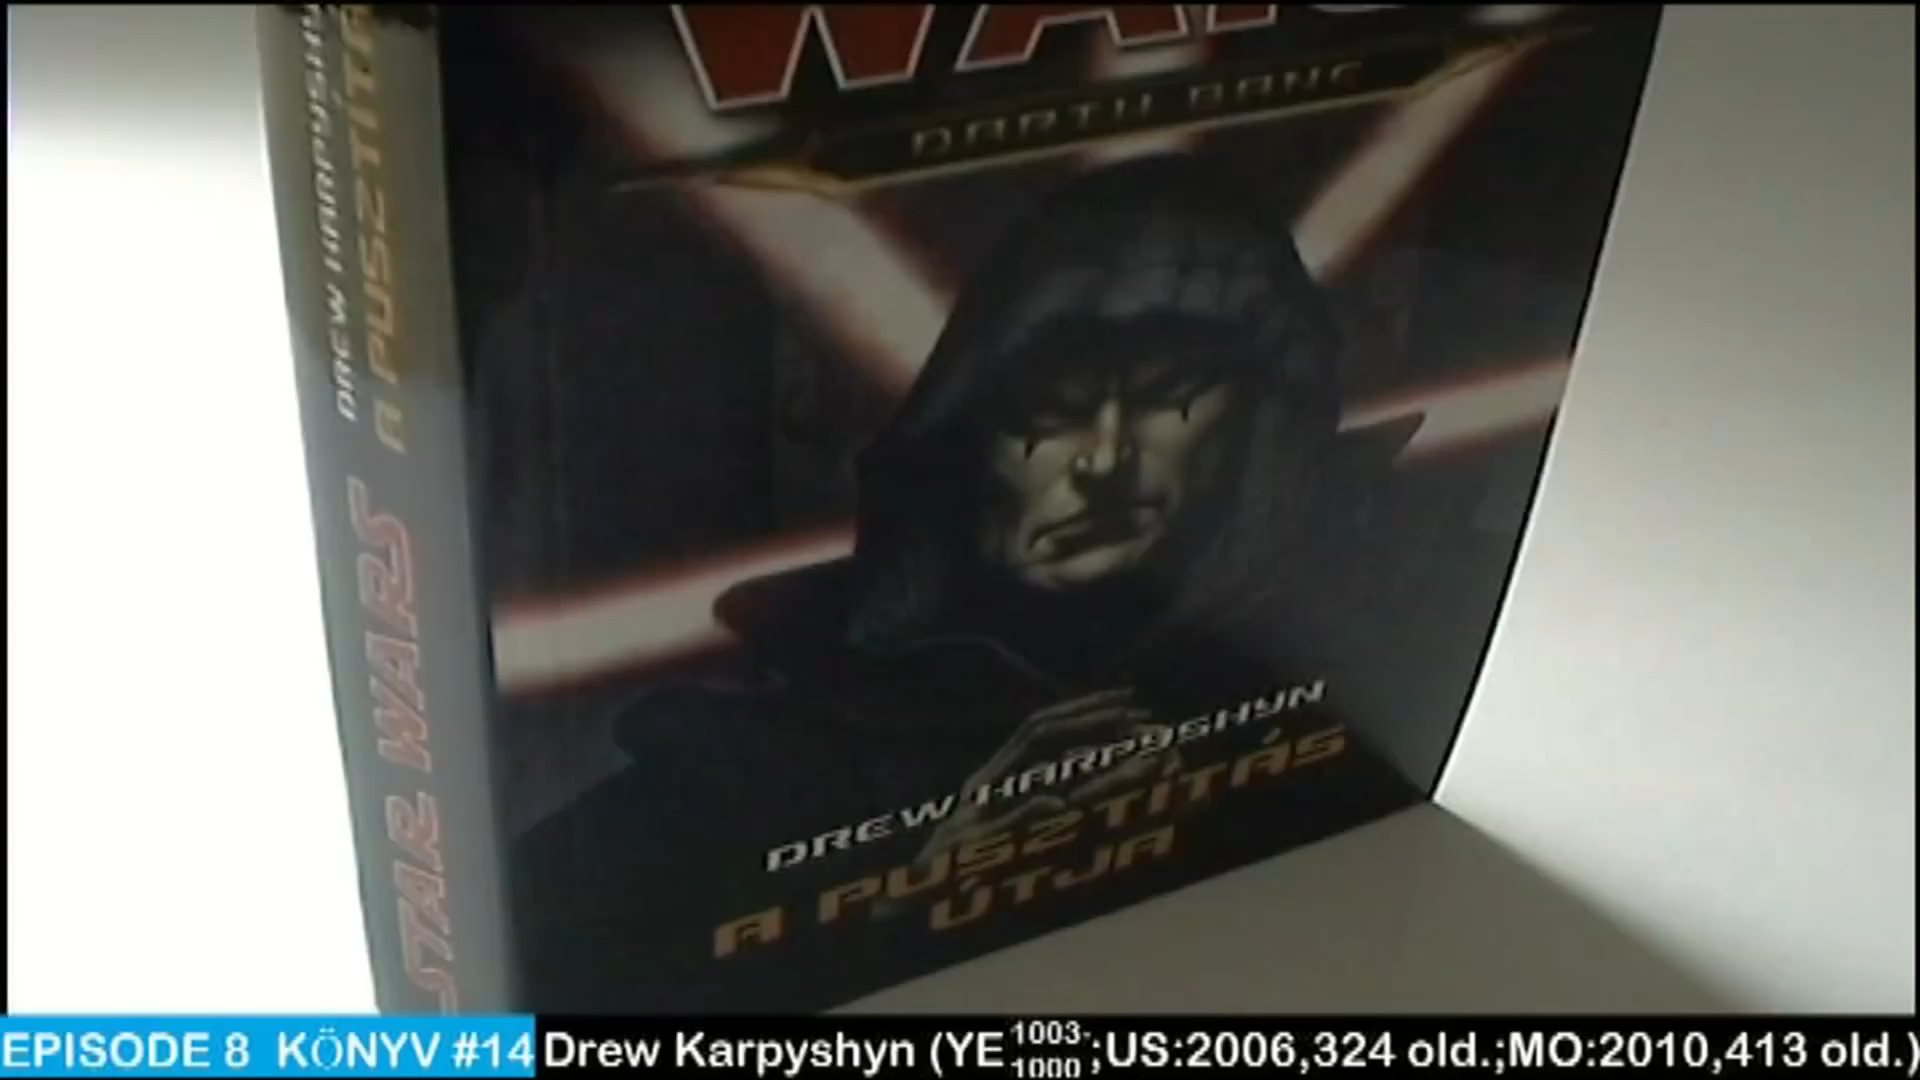 WARS
DARTH BANE
DREW KARPYSHYN
A PUSZTÍTÁS
ÚTJA
DREW KARPYSHYN
A PUSZTÍTÁ
STAR WARS
EPISODE 8 KÖNYV #14 Drew Karpyshyn (YE 1003-1000;US:2006,324 old.;MO:2010,413 old.)